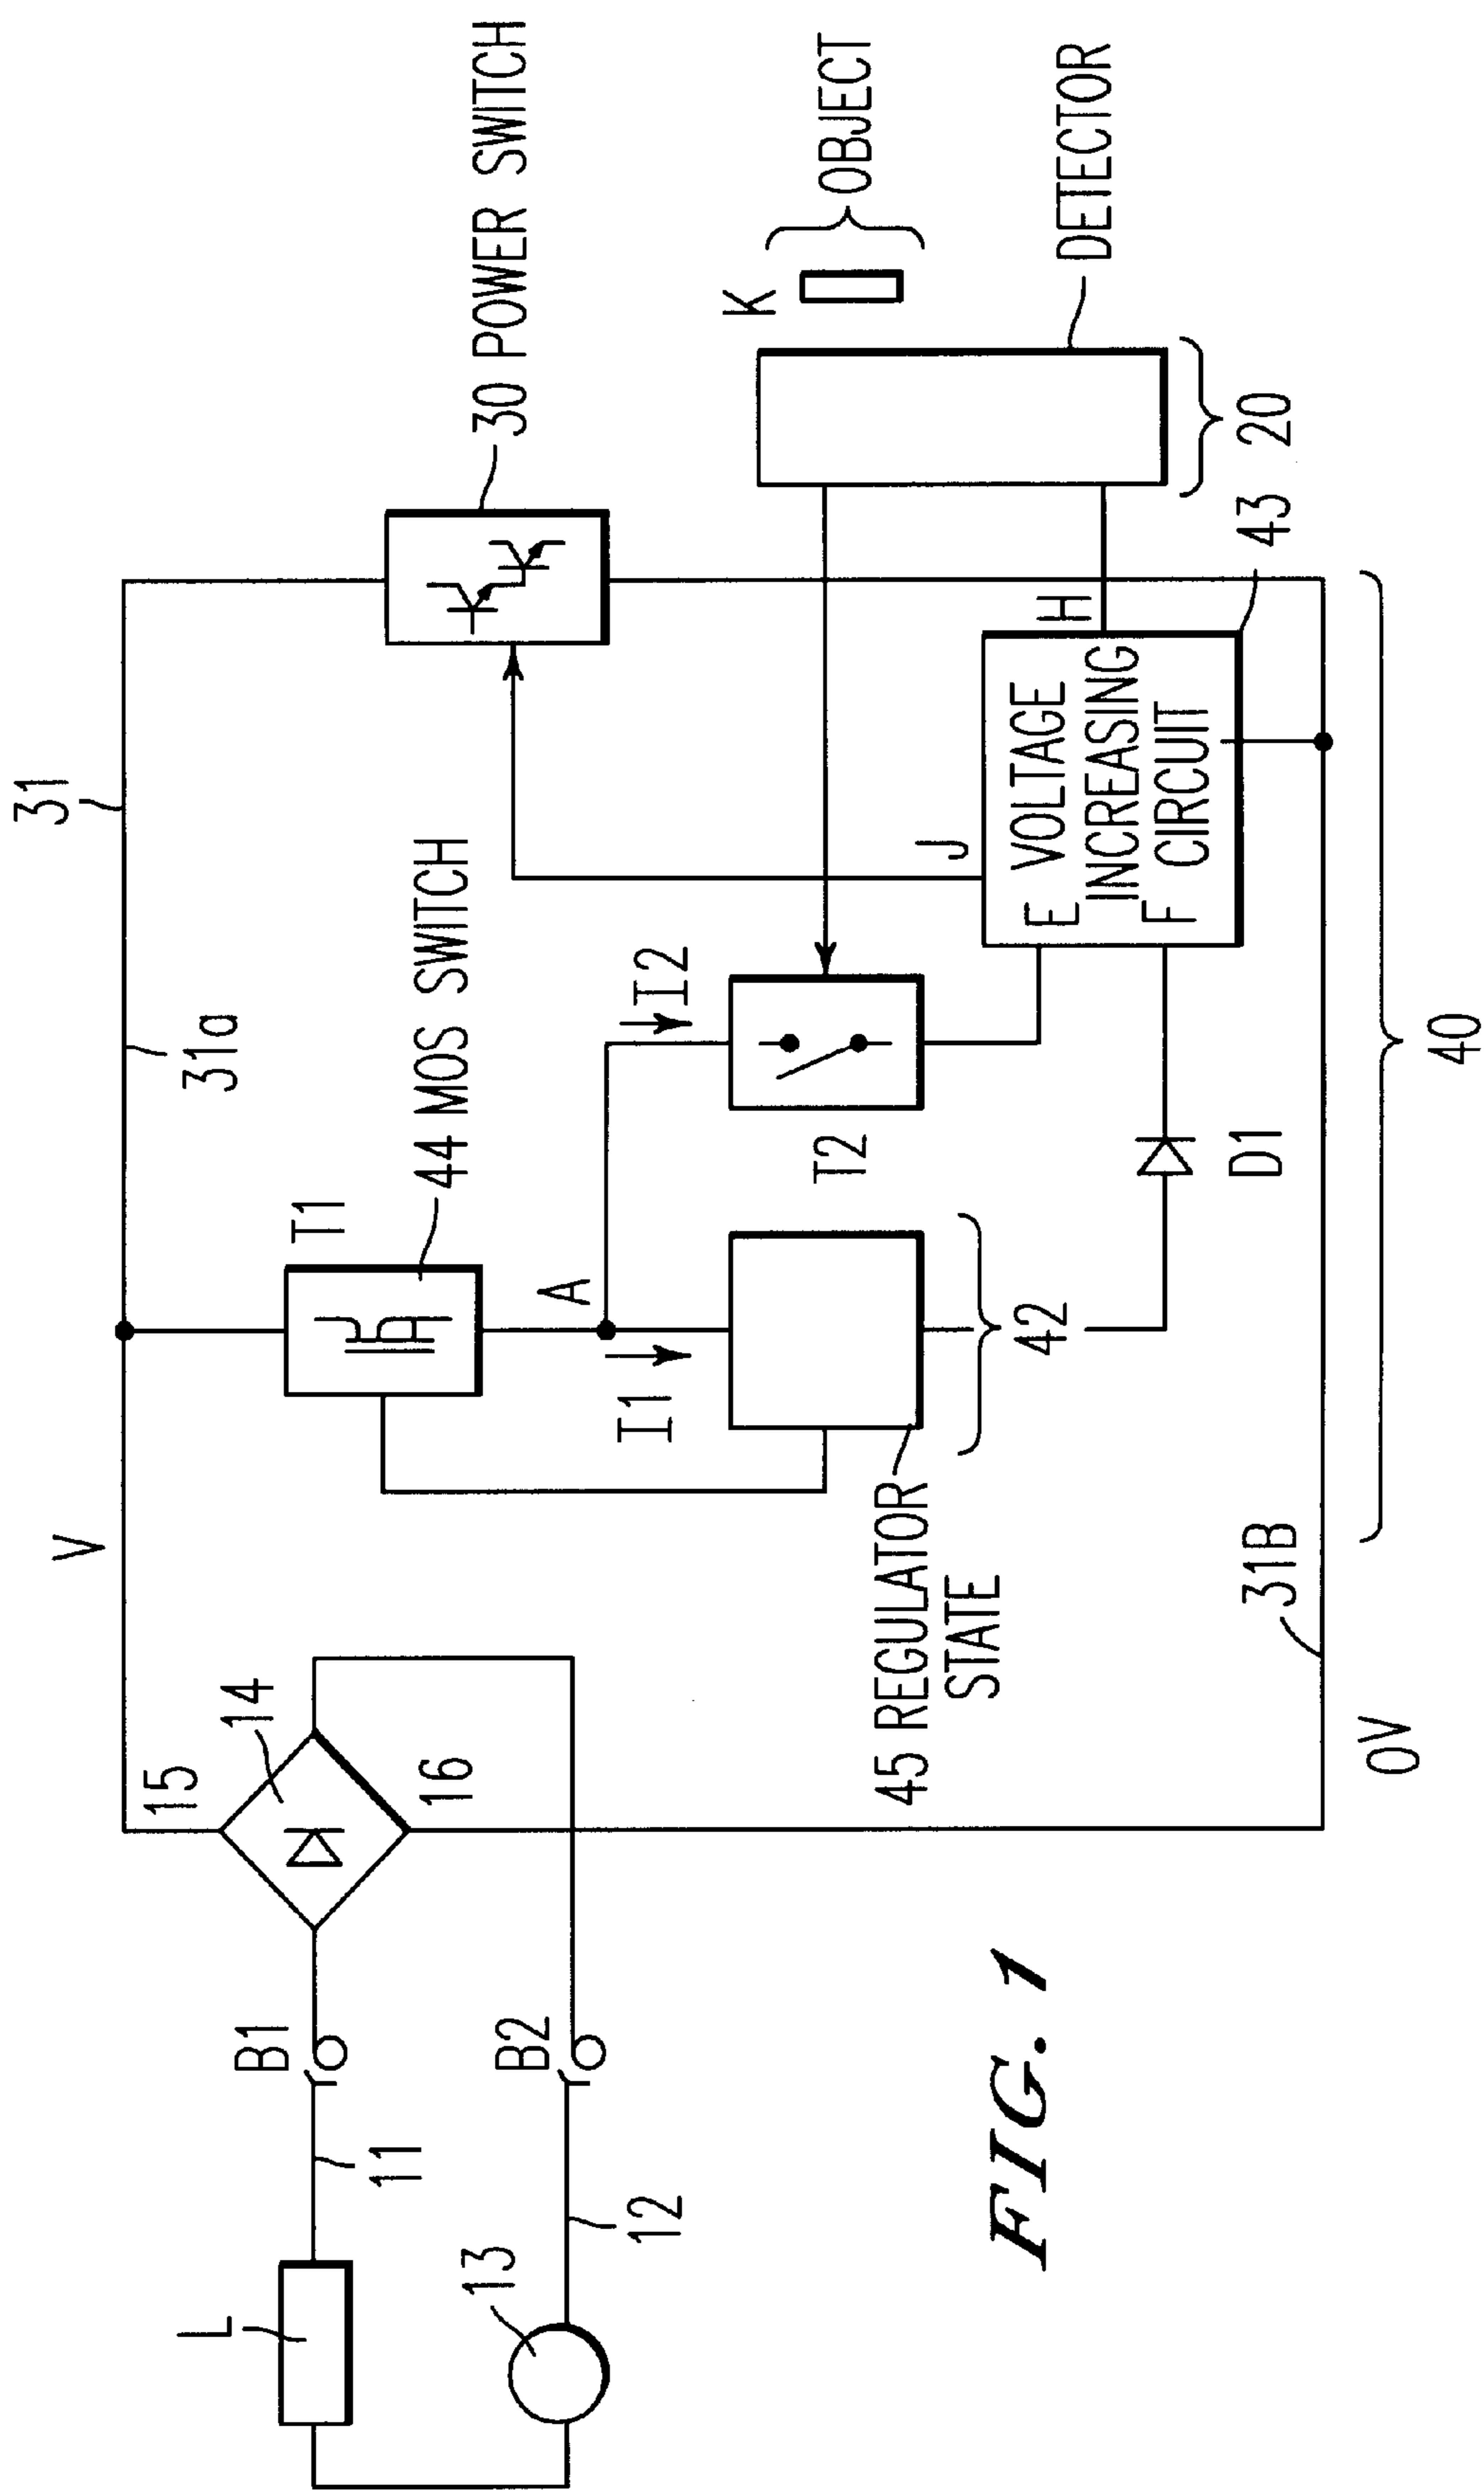 31
V
31a
15
14
T1
44 MOS SWITCH
30 POWER SWITCH
B1
16
A
L
11
I1
I2
J
K
OBJECT
B2
13
12
T2
H
DETECTOR
45 REGULATOR
STATE
42
E VOLTAGE
INCREASING
F CIRCUIT
43
20
D1
31B
0V
40
FIG. 1